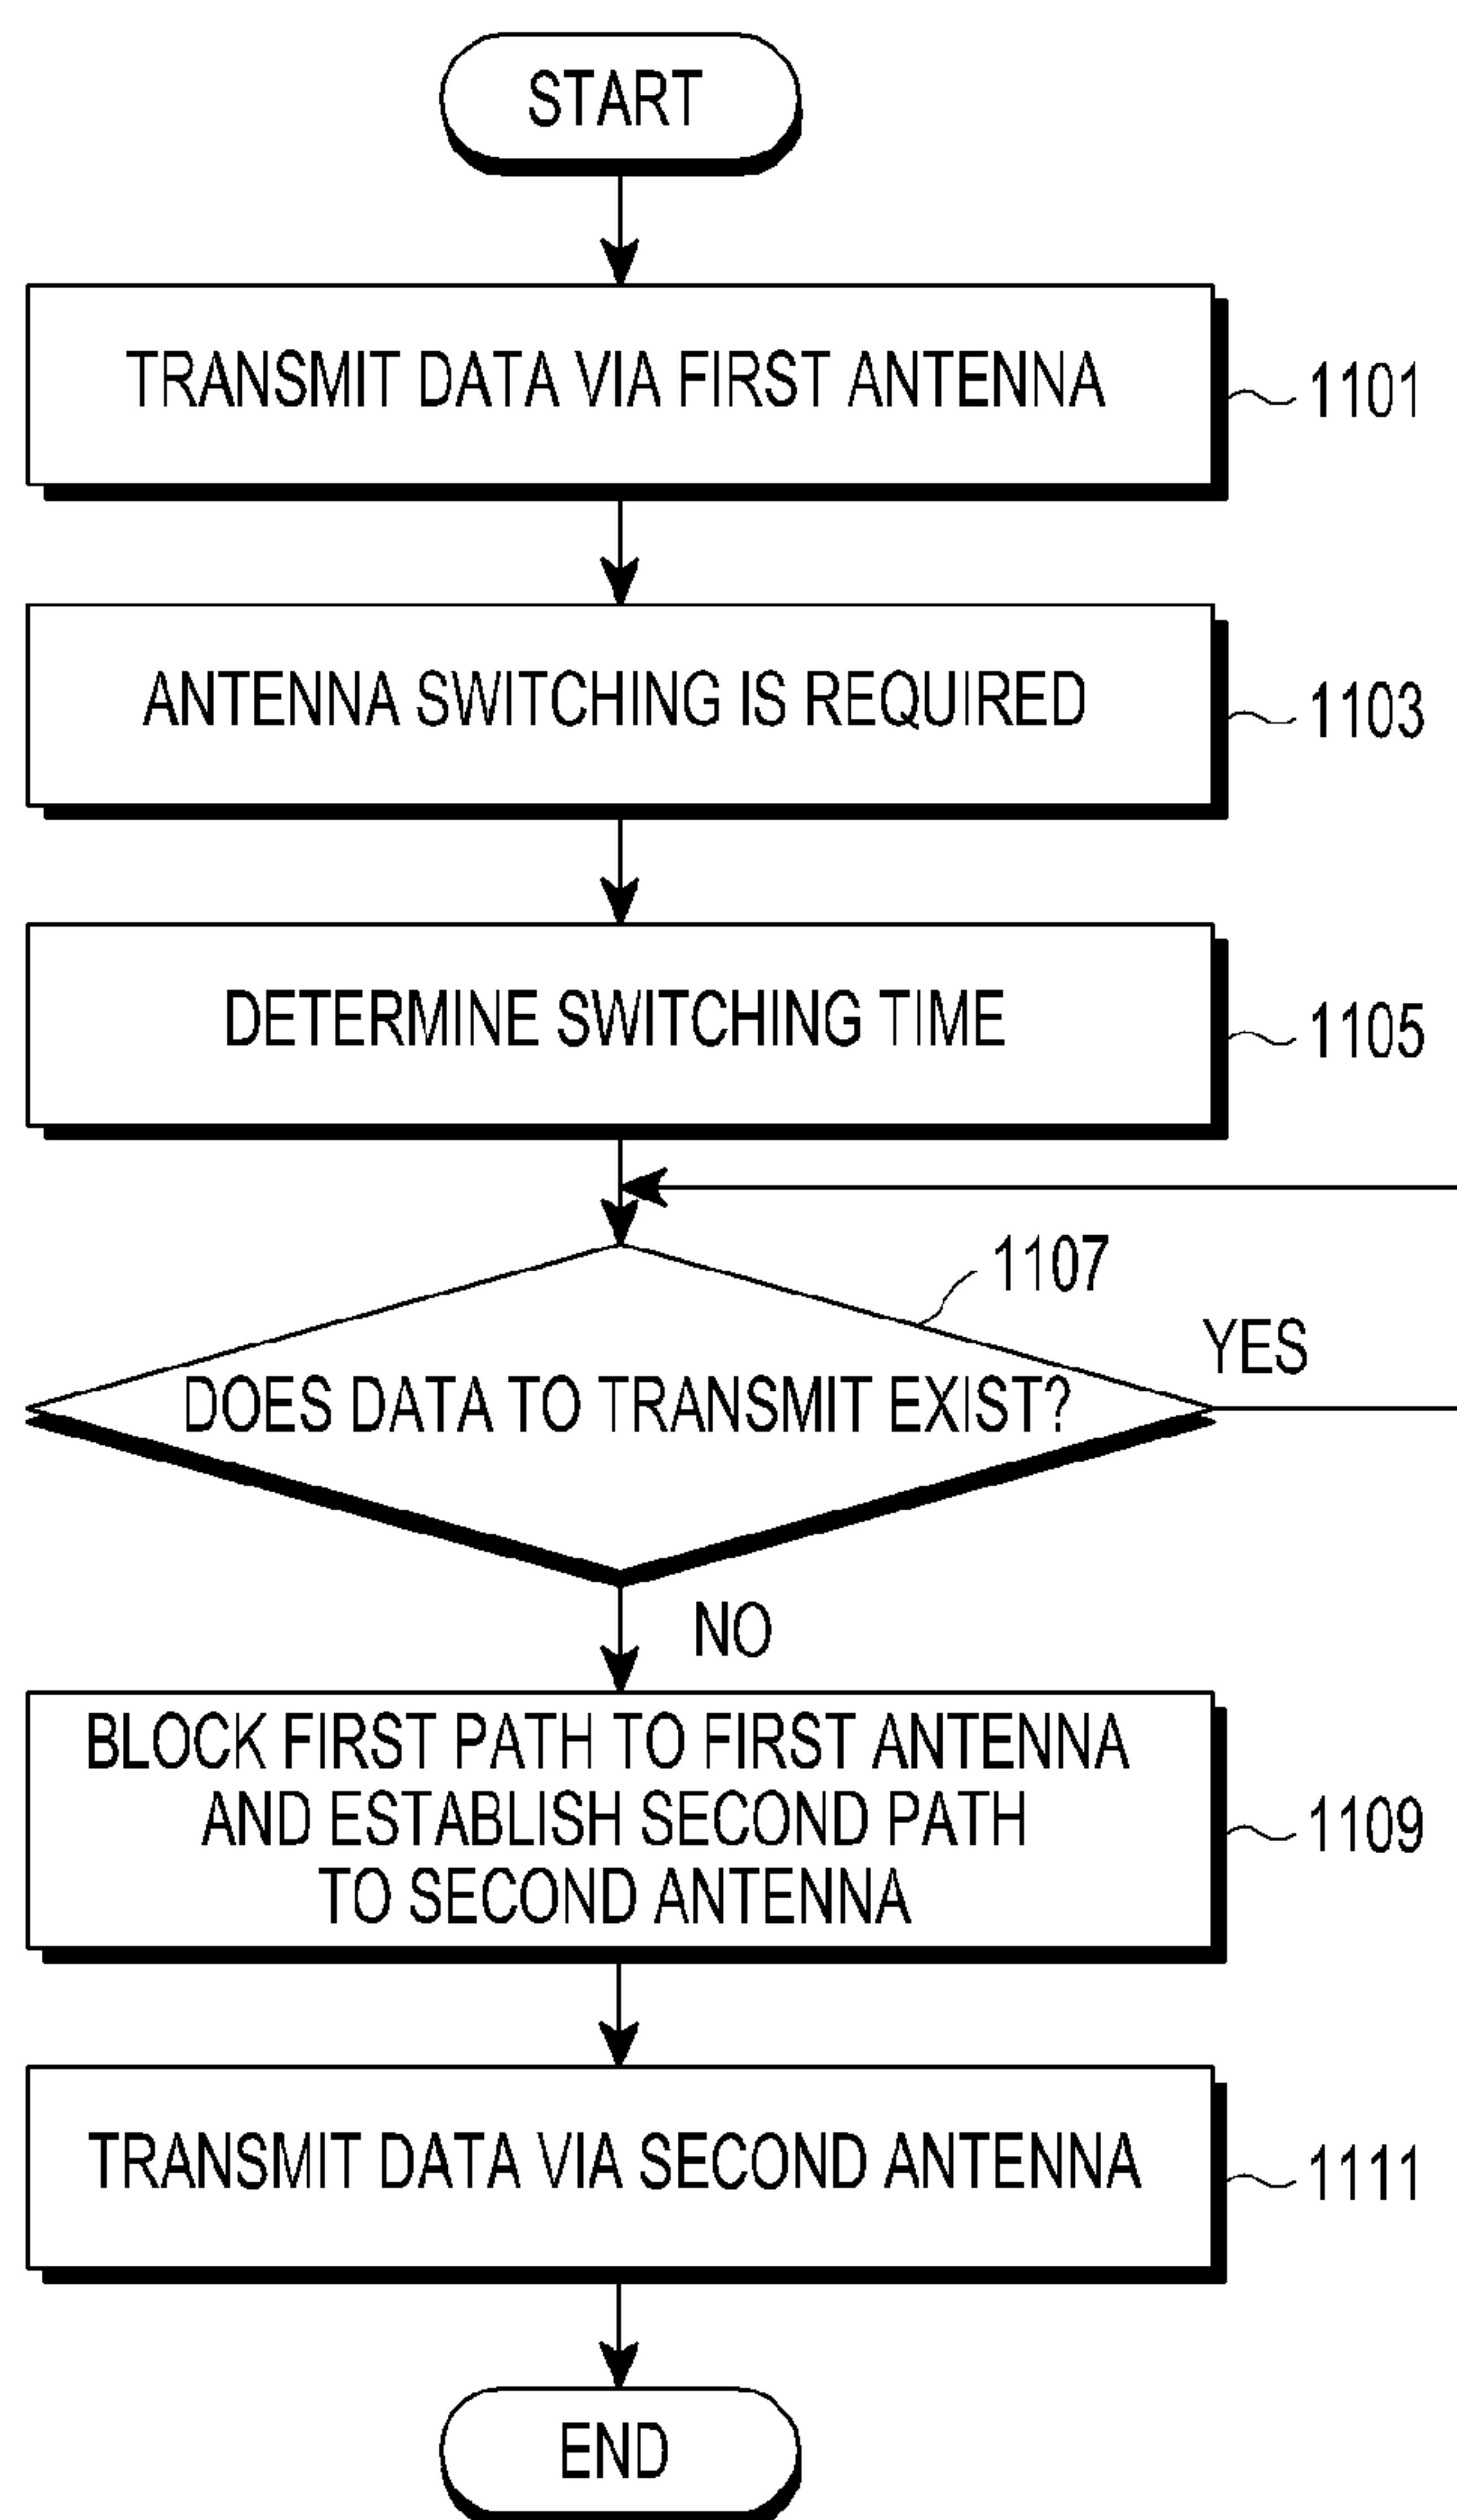 START
TRANSMIT DATA VIA FIRST ANTENNA
1101
ANTENNA SWITCHING IS REQUIRED
1103
DETERMINE SWITCHING TIME
1105
1107
YES
DOES DATA TO TRANSMIT EXIST?
NO
BLOCK FIRST PATH TO FIRST ANTENNA
AND ESTABLISH SECOND PATH
TO SECOND ANTENNA
1109
TRANSMIT DATA VIA SECOND ANTENNA
1111
END